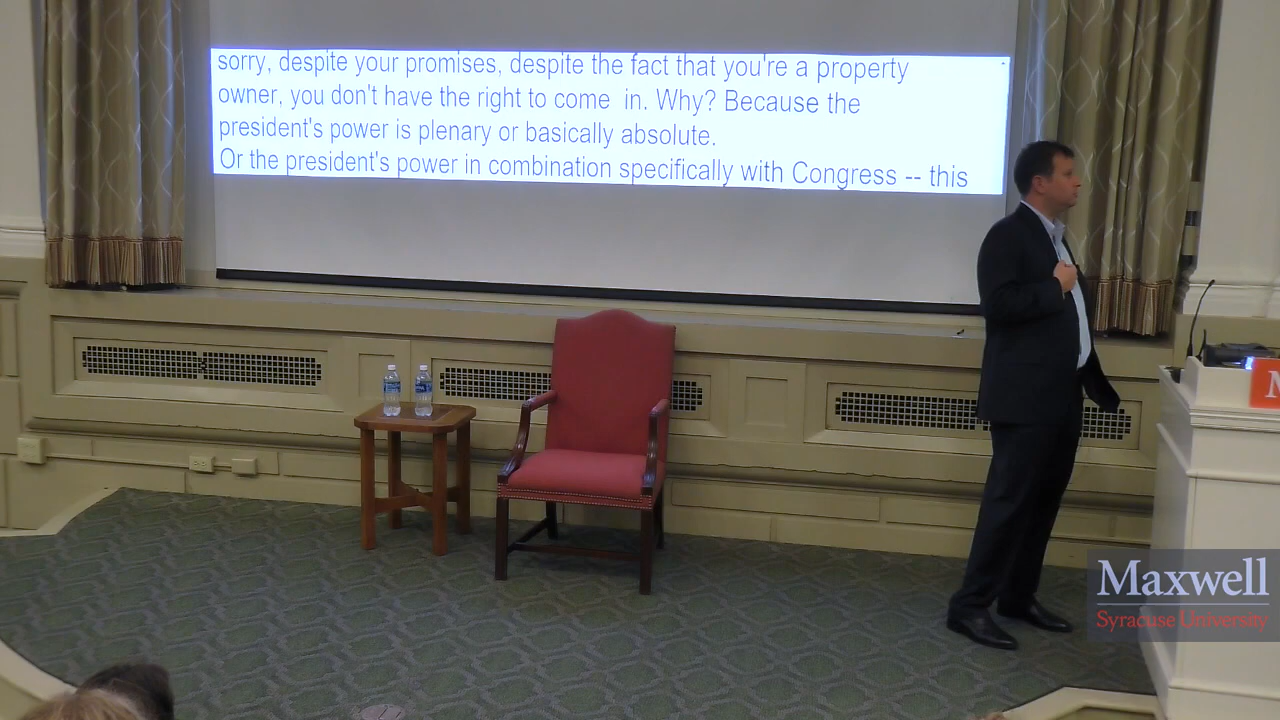 sorry, despite your promises, despite the fact that you're a property
owner, you don't have the right to come in. Why? Because the
president's power is plenary or basically absolute.
Or the president's power in combination specifically with Congress -- this
M
Maxwell
Syracuse University